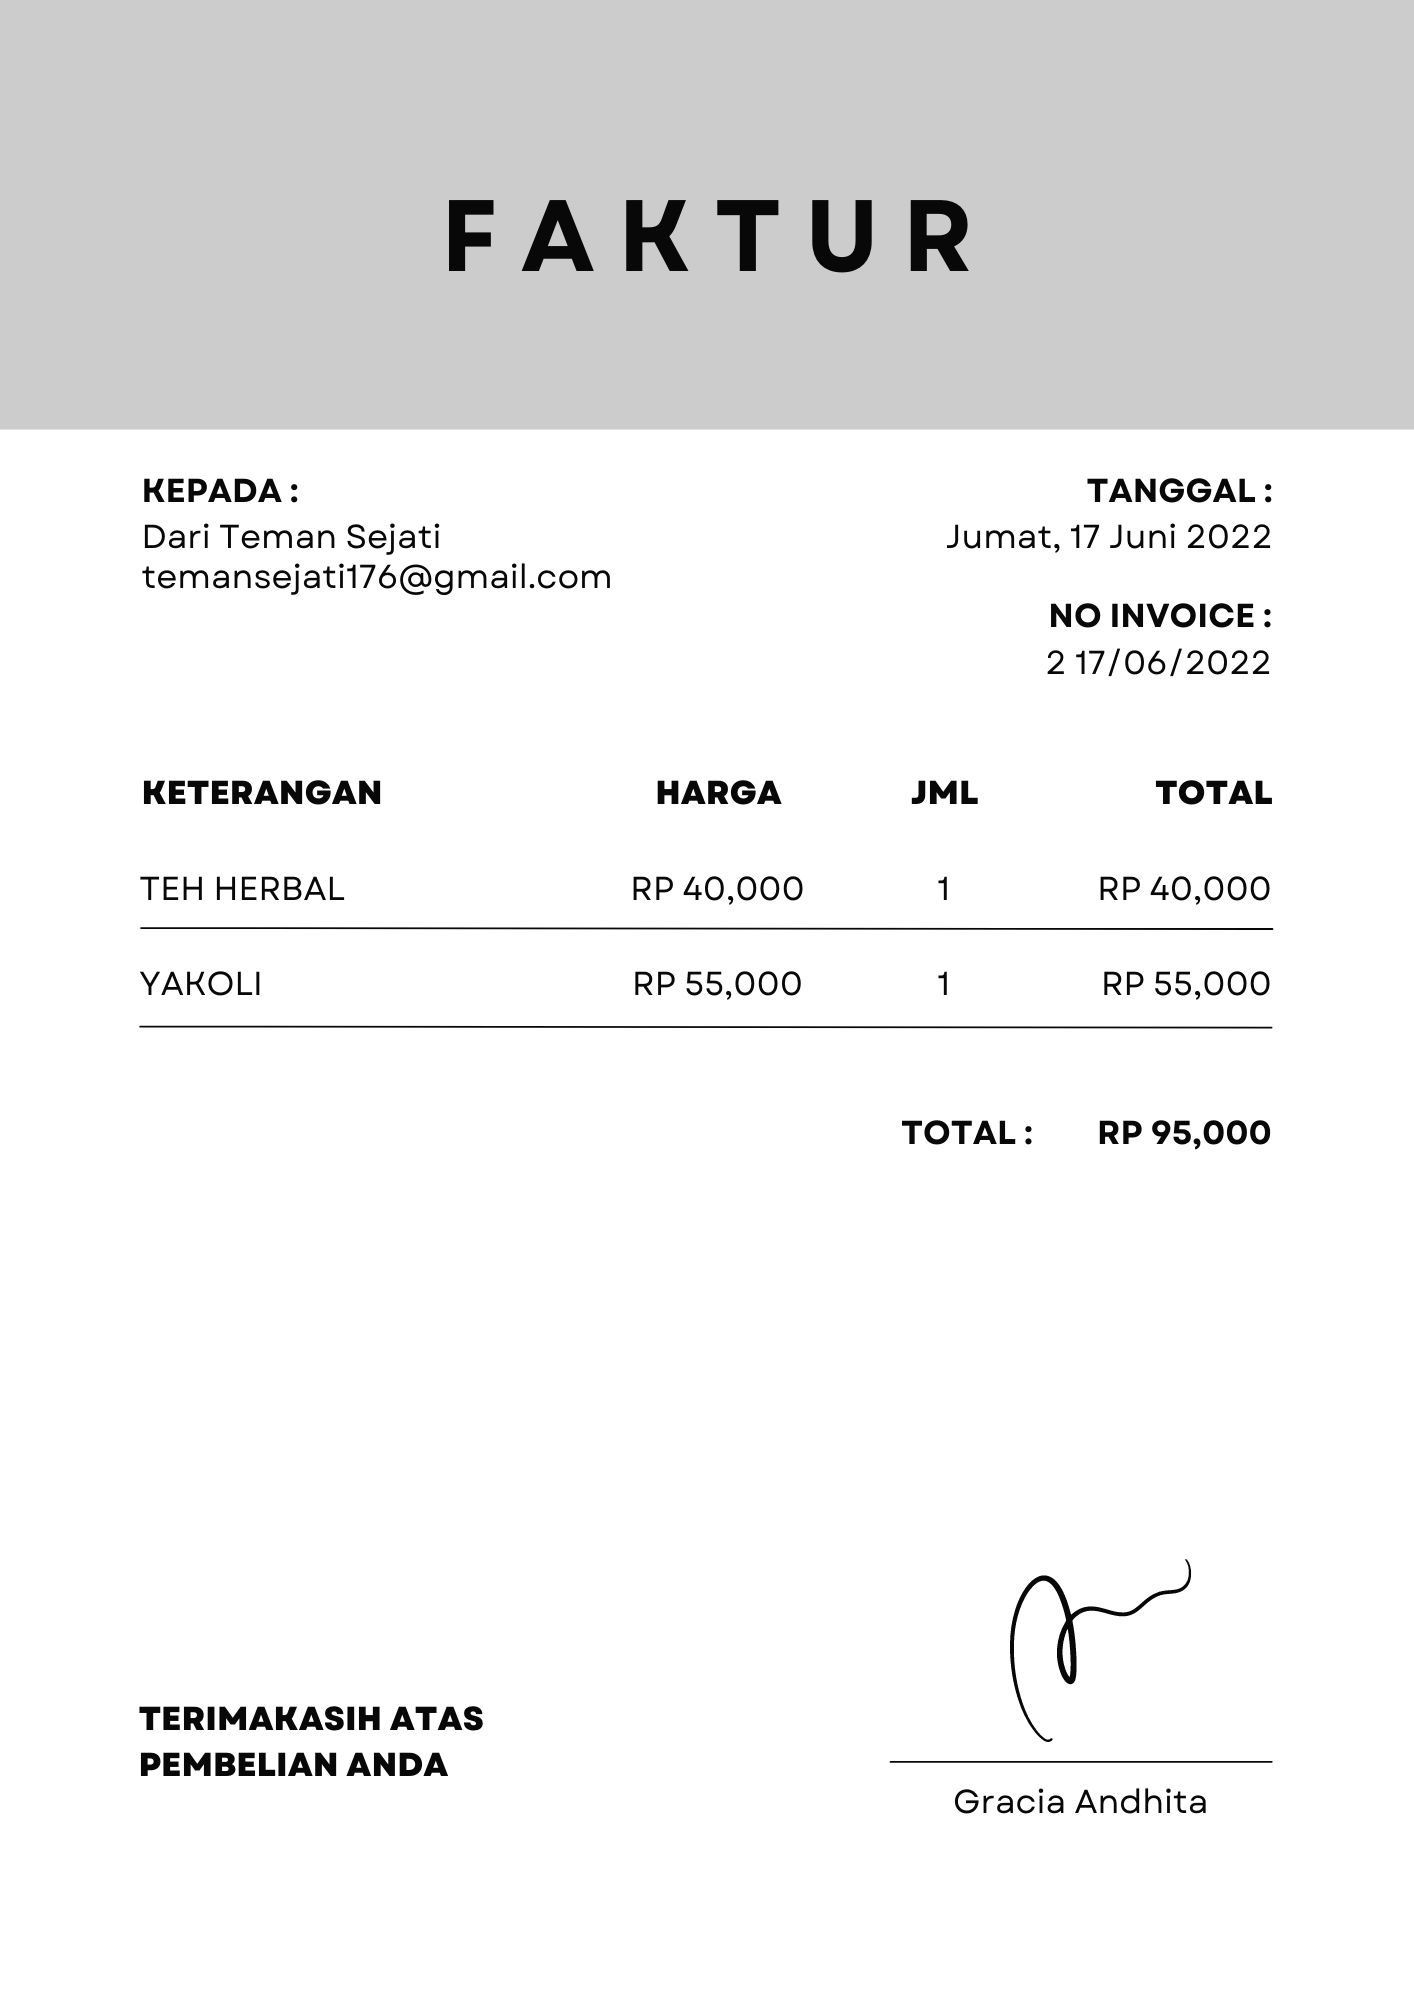 FAKTUR
KEPADA :
Dari Teman Sejati
temansejati176@gmail.com
TANGGAL :
Jumat, 17 Juni 2022
NO INVOICE :
2 17/06/2022
KETERANGAN HARGA JML TOTAL
TEH HERBAL RP 40,000 1 RP 40,000
YAKOLI RP 55,000 1 RP 55,000
TOTAL : RP 95,000
TERIMAKASIH ATAS
PEMBELIAN ANDA
Gracia Andhita